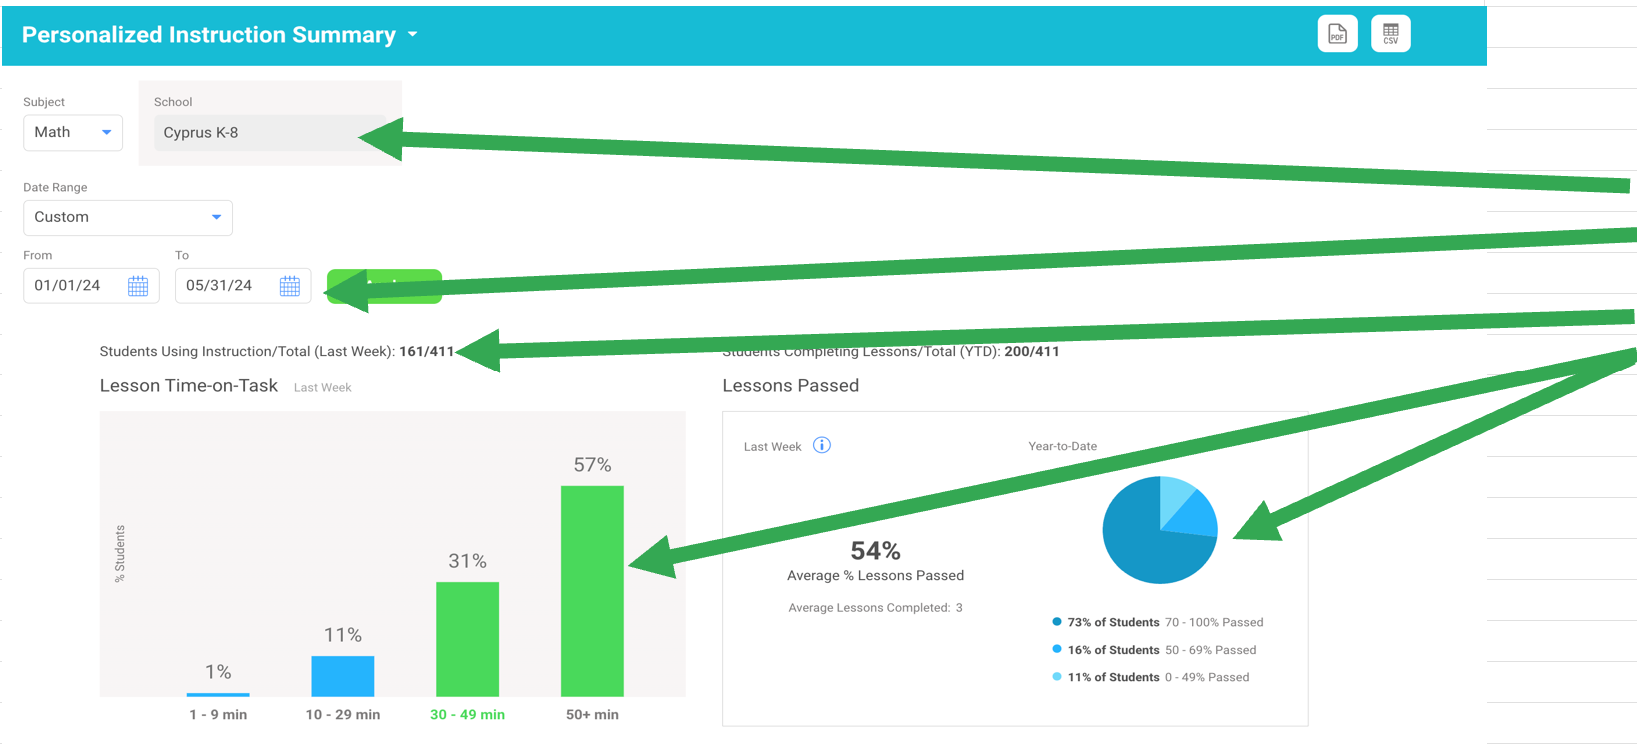 Personalized Instruction Summary
PDF
CSV
Subject
School
Math
Cyprus K-8
Date Range
Custom
From
To
01/01/24
05/31/24
Students Using Instruction/Total (Last Week): 161/411
Students Completing Lessons/Total (YTD): 200/411
Lesson Time-on-Task Last Week
Lessons Passed
Last Week
Year-to-Date
% Students
1%
11%
31%
57%
1 - 9 min
10 - 29 min
30 - 49 min
50+ min
54%
Average % Lessons Passed
Average Lessons Completed: 3
73% of Students 70 - 100% Passed
16% of Students 50 - 69% Passed
11% of Students 0 - 49% Passed